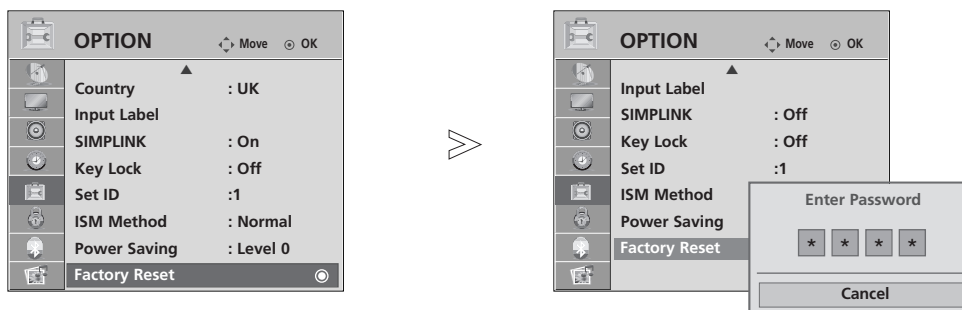 OPTION Move OK
Country : UK
Input Label
SIMPLINK : On
Key Lock : Off
Set ID :1
ISM Method : Normal
Power Saving : Level 0
Factory Reset
OPTION Move OK
Input Label
SIMPLINK : Off
Key Lock : Off
Set ID :1
ISM Method
Power Saving
Factory Reset
Enter Password
* * * *
Cancel